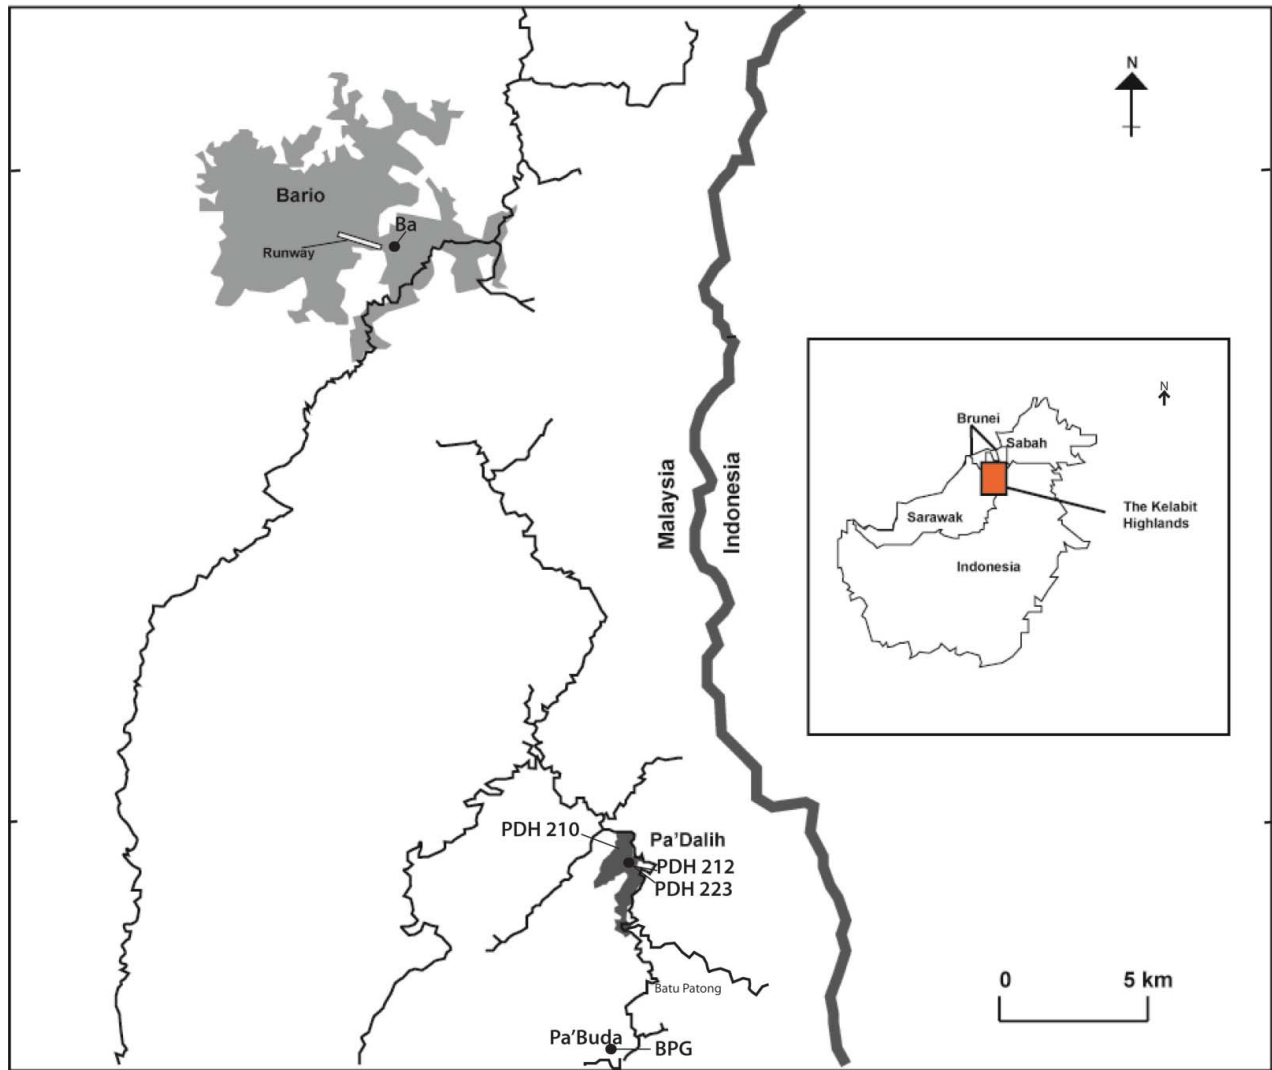 N
Bario
Ba
Runway
Malaysia
Indonesia
N
Brunei
Sabah
The Kelabit
Highlands
Sarawak
Indonesia
PDH 210
Pa'Dalih
PDH 212
PDH 223
Batu Patong
0 5 km
Pa'Buda
BPG